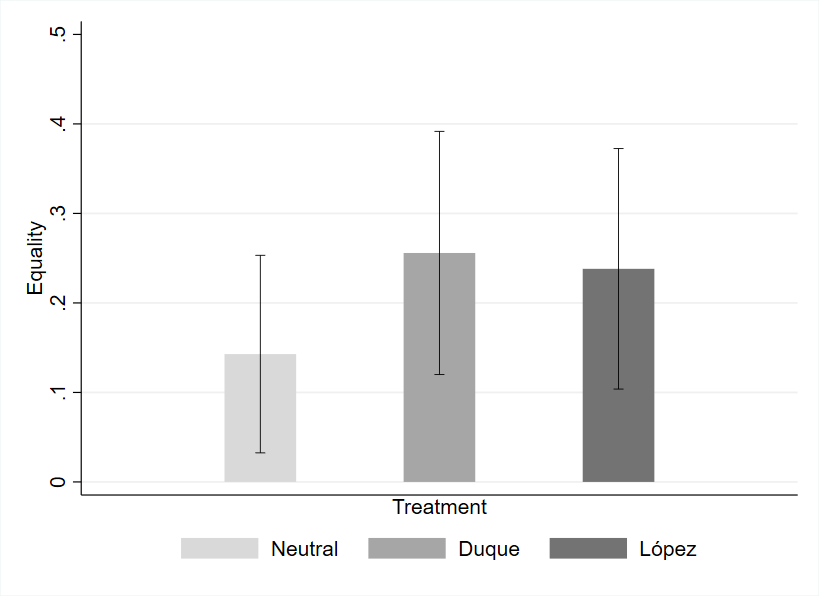 .5
.4
.3
.2
.1
0
Equality
Treatment
Neutral Duque López